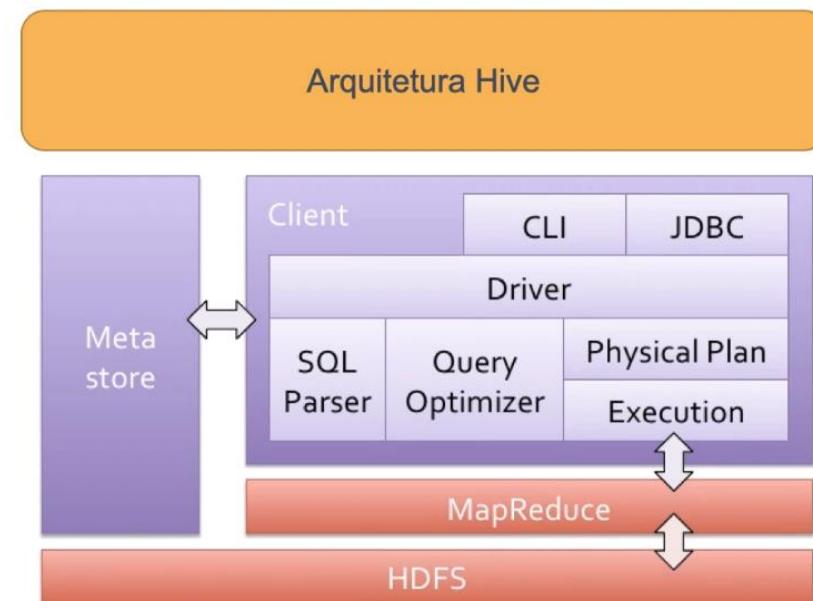 Arquitetura Hive
Meta
store
Client
CLI
JDBC
Driver
SQL
Parser
Query
Optimizer
Physical Plan
Execution
MapReduce
HDFS